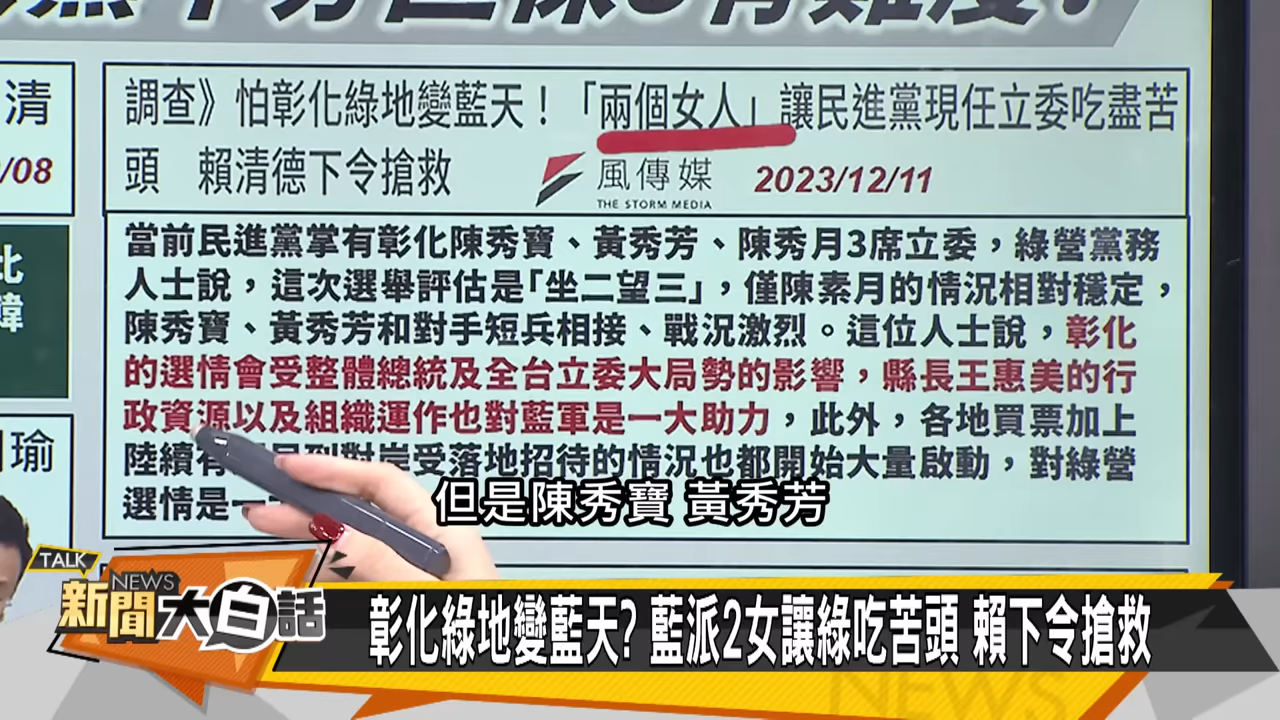 清
/08
北
瑜
調查》怕彰化綠地變藍天！「兩個女人」讓民進黨現任立委吃盡苦
頭 賴清德下令搶救 風傳媒 2023/12/11
THE STORM MEDIA
當前民進黨掌有彰化陳秀寶、黃秀芳、陳秀月3席立委，綠營黨務
人士說，這次選舉評估是「坐二望三」，僅陳素月的情況相對穩定，
陳秀寶、黃秀芳和對手短兵相接、戰況激烈。這位人士說，彰化
的選情會受整體總統及全台立委大局勢的影響，縣長王惠美的行
政資源以及組織運作也對藍軍是一大助力，此外，各地買票加上
陸續有 到對岸受落地招待的情況也都開始大量啟動，對綠營
選情是一
但是陳秀寶 黃秀芳
TALK
NEWS
新聞大白話
彰化綠地變藍天? 藍派2女讓綠吃苦頭 賴下令搶救
NEWS